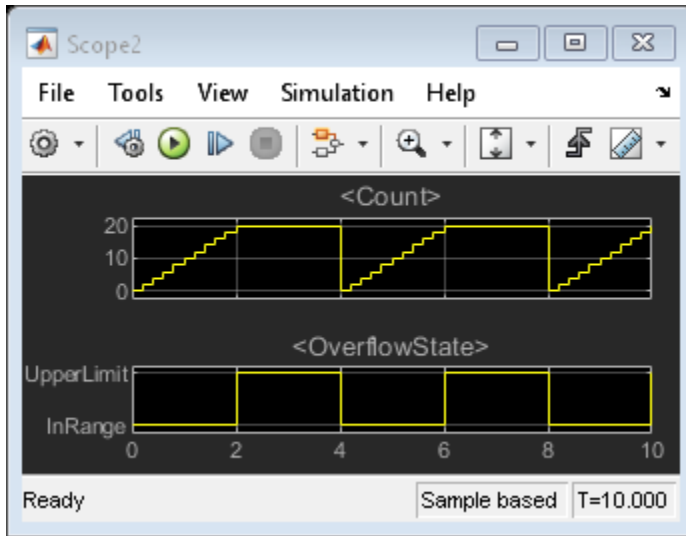 Scope2
File Tools View Simulation Help
<Count>
20
10
0
<OverflowState>
UpperLimit
InRange
0 2 4 6 8 10
Ready Sample based T=10.000